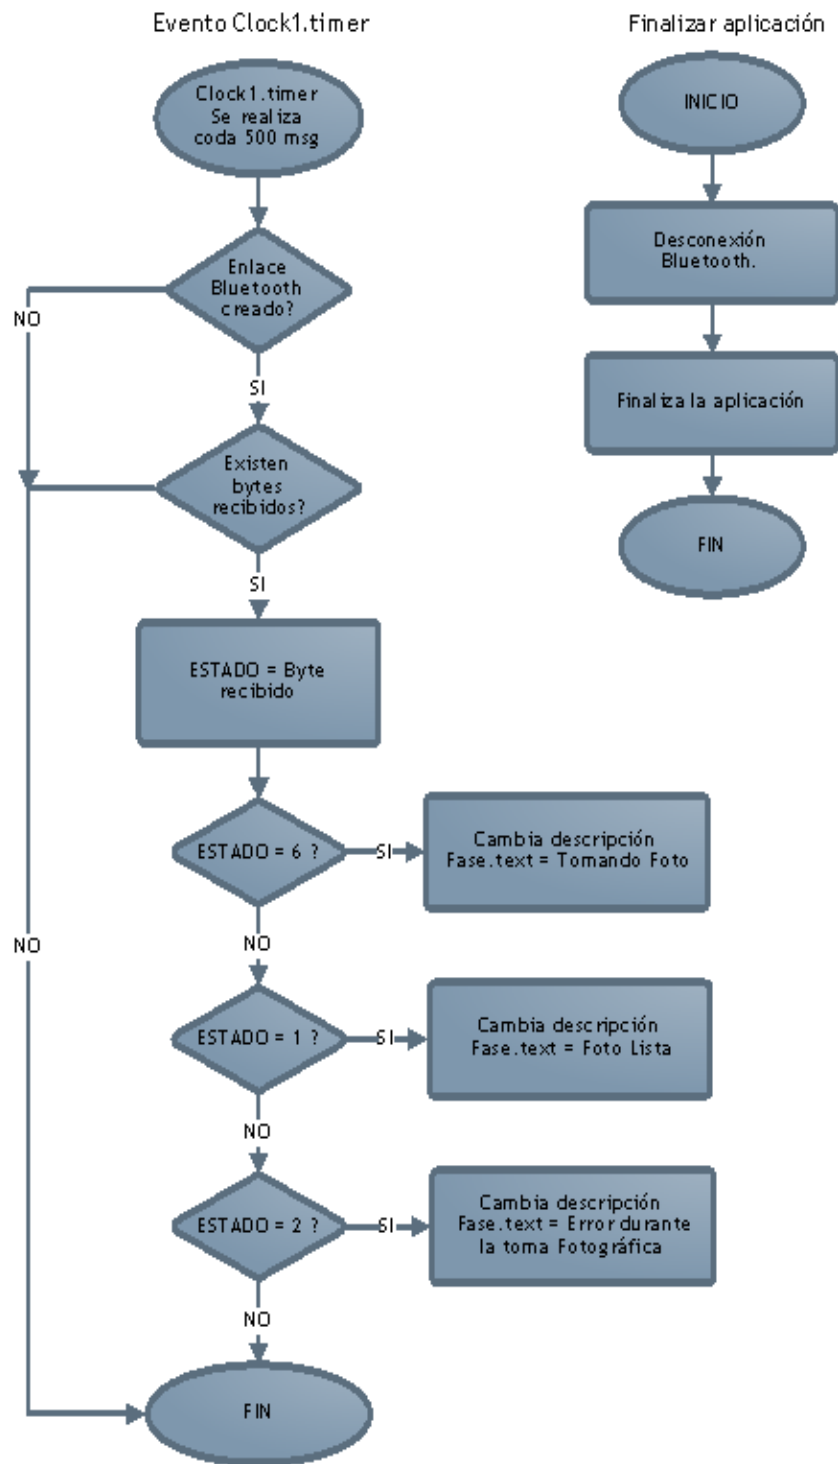 Evento Clock1.timer
Clock1.timer
Se realiza
coda 500 msg
Enlace
Bluetooth
creado?
NO
SI
Existen
bytes
recibidos?
SI
ESTADO = Byte
recibido
ESTADO = 6 ?
SI
Cambia descripción
Fase.text = Tomando Foto
NO
NO
ESTADO = 1 ?
SI
Cambia descripción
Fase.text = Foto Lista
NO
ESTADO = 2 ?
SI
Cambia descripción
Fase.text = Error durante
la toma Fotográfica
NO
FIN
Finalizar aplicación
INICIO
Desconexión
Bluetooth.
Finaliza la aplicación
FIN